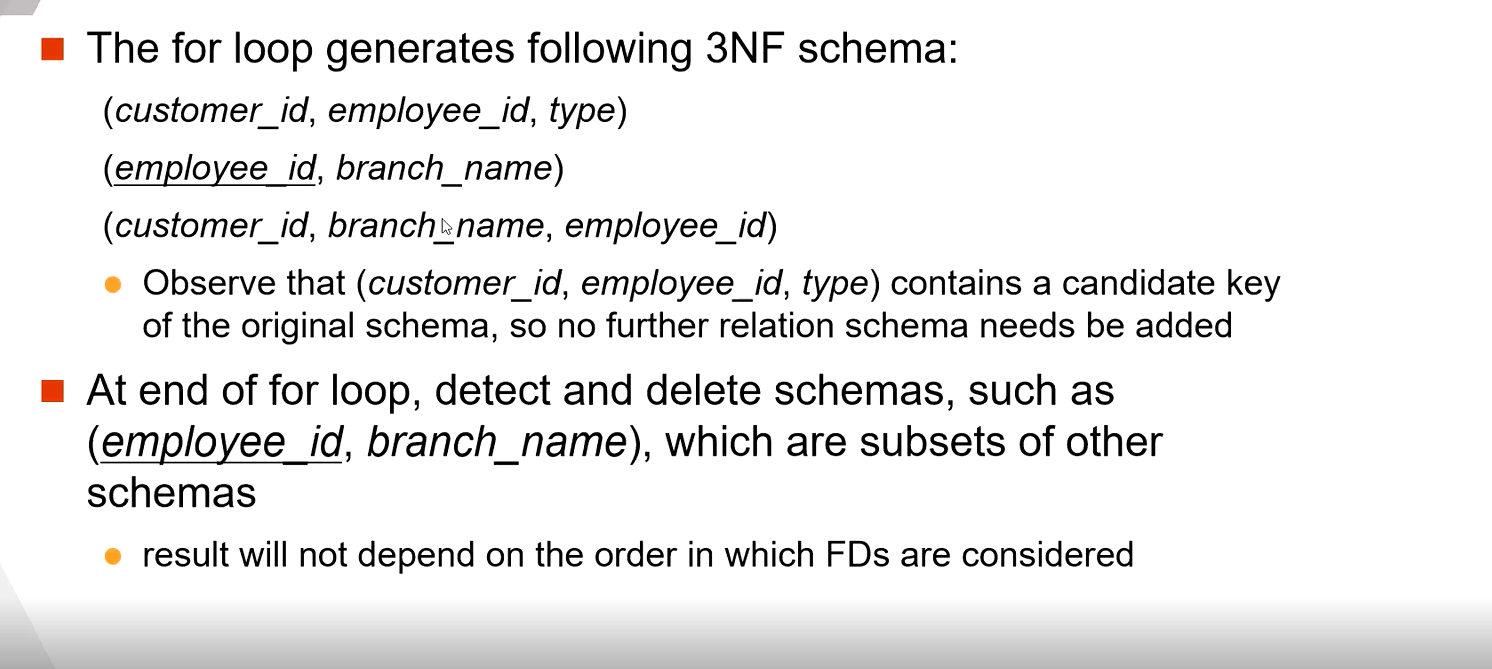 The for loop generates following 3NF schema:
(customer_id, employee_id, type)
(employee_id, branch_name)
(customer_id, branch_name, employee_id)
Observe that (customer_id, employee_id, type) contains a candidate key
of the original schema, so no further relation schema needs be added
At end of for loop, detect and delete schemas, such as
(employee_id, branch_name), which are subsets of other
schemas
result will not depend on the order in which FDs are considered